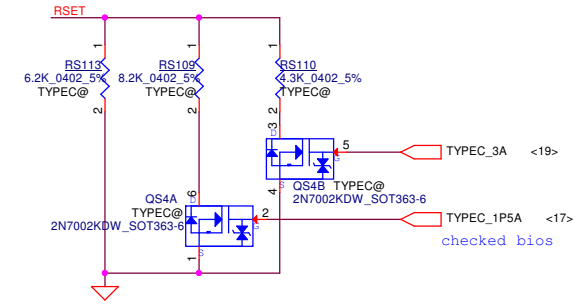 RSET
1
1
1
RS113
RS109
RS110
6.2K_0402_5%
8.2K_0402_5%
4.3K_0402_5%
TYPEC@
TYPEC@
TYPEC@
2
2
2
3
D
5
TYPEC_3A
<19>
G
S
4
QS4B
TYPEC@
2N7002KDW_SOT363-6
6
D
QS4A
TYPEC@
2N7002KDW_SOT363-6
2
TYPEC_1P5A
<17>
G
S
1
checked bios